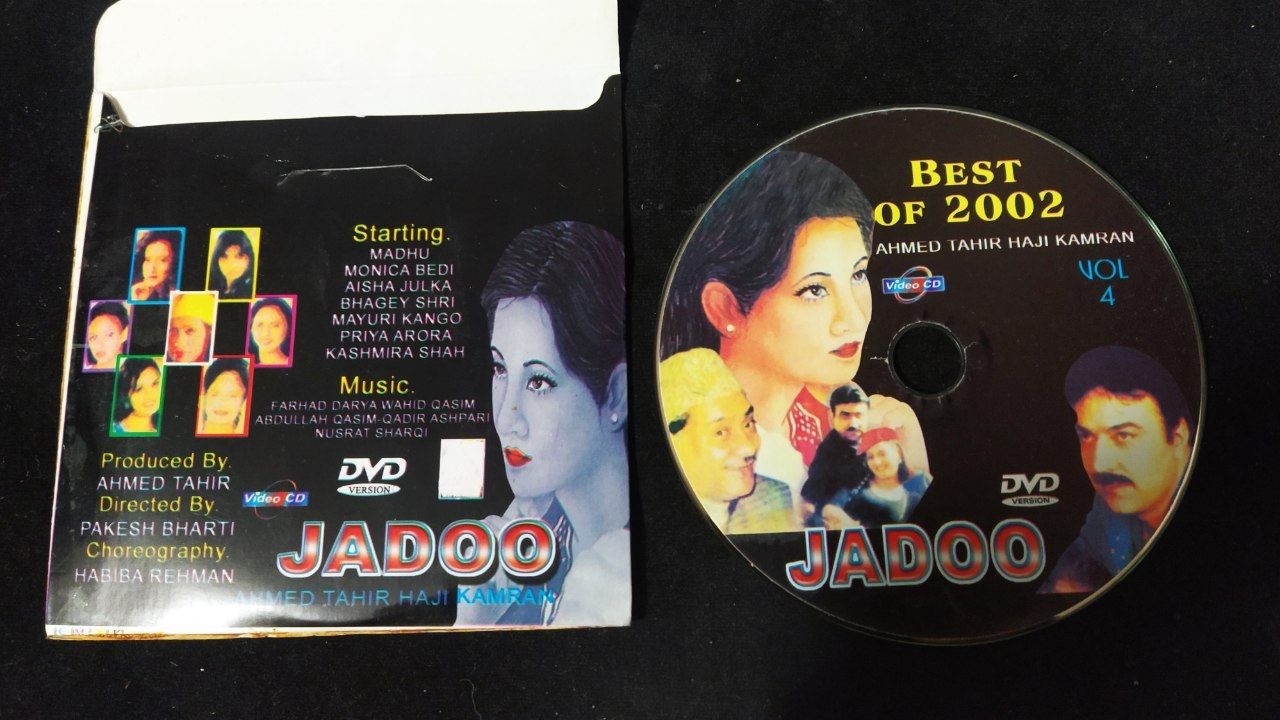 Starting.
MADHU
MONICA BEDI
AISHA JULKA
BHAGEY SHRI
MAYURI KANGO
PRIYA ARORA
KASHMIRA SHAH
Music.
FARHAD DARYA WAHID QASIM
ABDULLAH QASIM-QADIR ASHPARI
NUSRAT SHARQI
Produced By.
AHMED TAHIR
Directed By.
PAKESH BHARTI
Choreography.
HABIBA REHMAN
Video CD
DVD
VERSION
JADOO
AHMED TAHIR HAJI KAMRAN
BEST
OF 2002
AHMED TAHIR HAJI KAMRAN
Video CD
VOL
4
DVD
VERSION
JADOO